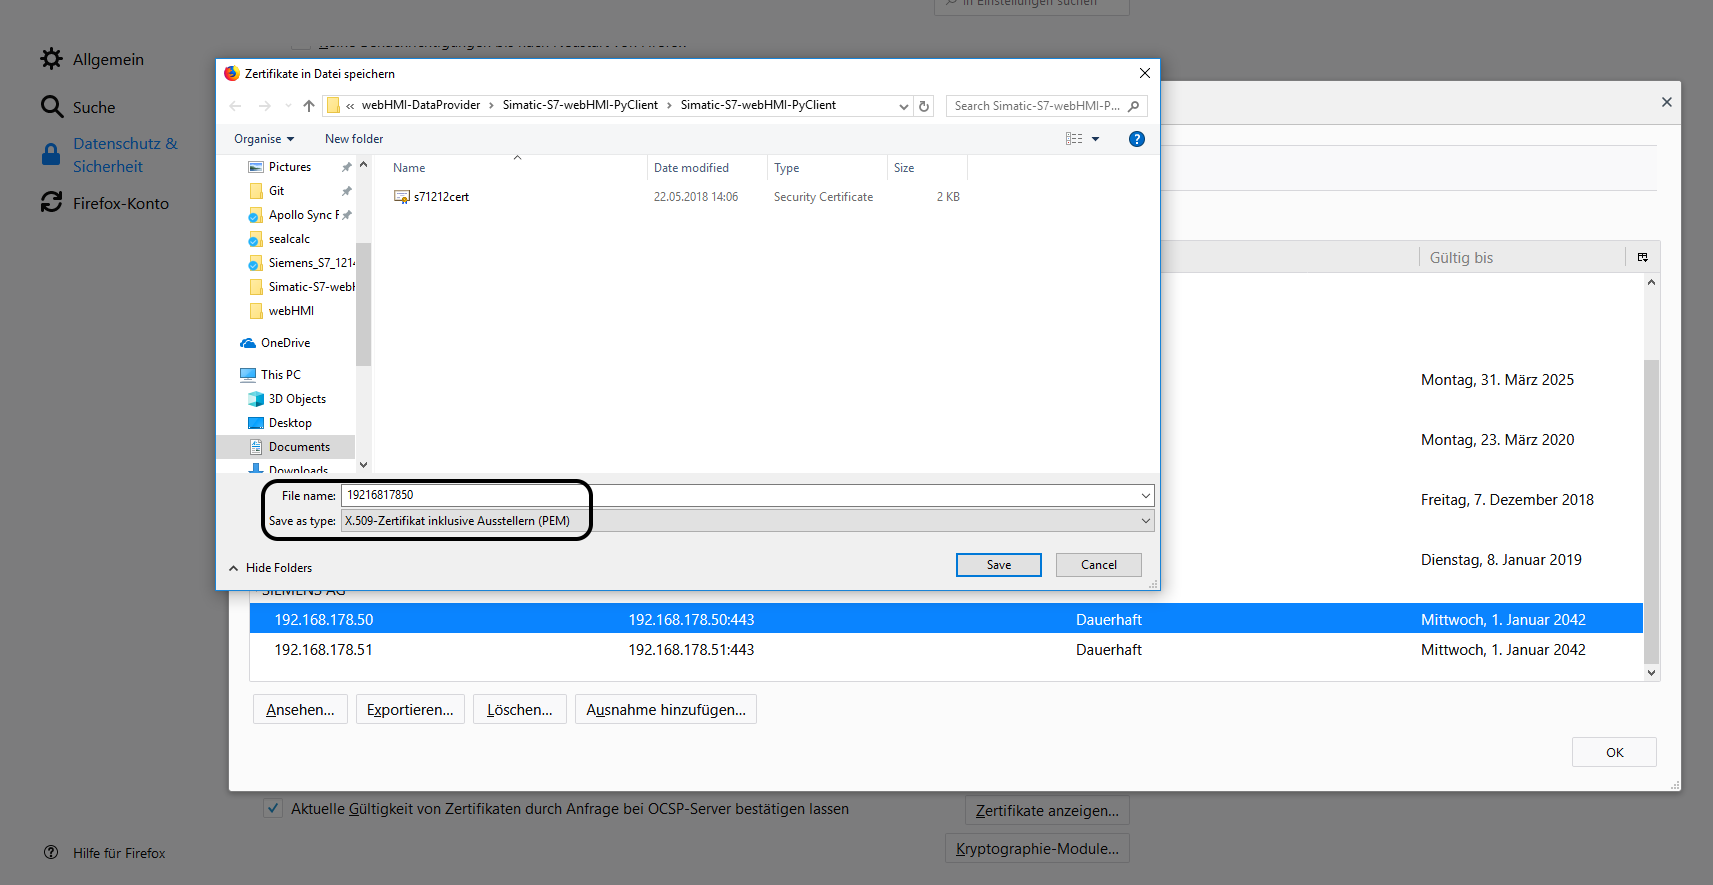 in Einstellungen suchen
Allgemein
Suche
Datenschutz &
Sicherheit
Firefox-Konto
Hilfe für Firefox
Zertifikate in Datei speichern
« webHMI-DataProvider › Simatic-S7-webHMI-PyClient › Simatic-S7-webHMI-PyClient
Search Simatic-S7-webHMI-P...
Organise
New folder
Name
Date modified
Type
Size
s71212cert
22.05.2018 14:06
Security Certificate
2 KB
Pictures
Git
Apollo Sync F
sealcalc
Siemens_S7_1214
Simatic-S7-webH
webHMI
OneDrive
This PC
3D Objects
Desktop
Documents
Downloads
File name: 19216817850
Save as type: X.509-Zertifikat inklusive Ausstellern (PEM)
Hide Folders
Save
Cancel
Gültig bis
Montag, 31. März 2025
Montag, 23. März 2020
Freitag, 7. Dezember 2018
Dienstag, 8. Januar 2019
SIEMENS AG
192.168.178.50 192.168.178.50:443 Dauerhaft Mittwoch, 1. Januar 2042
192.168.178.51 192.168.178.51:443 Dauerhaft Mittwoch, 1. Januar 2042
Ansehen...
Exportieren...
Löschen...
Ausnahme hinzufügen...
OK
Aktuelle Gültigkeit von Zertifikaten durch Anfrage bei OCSP-Server bestätigen lassen
Zertifikate anzeigen...
Kryptographie-Module...